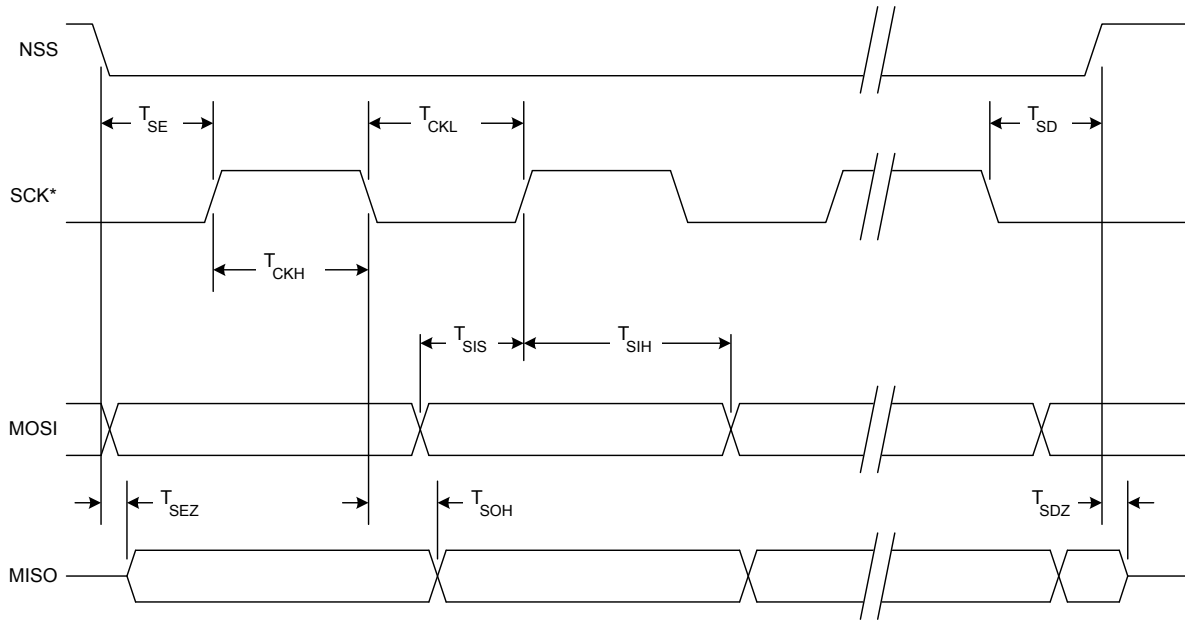 NSS
T_SE
T_CKL
T_SD
SCK*
T_CKH
T_SIS
T_SIH
MOSI
T_SEZ
T_SOH
T_SDZ
MISO